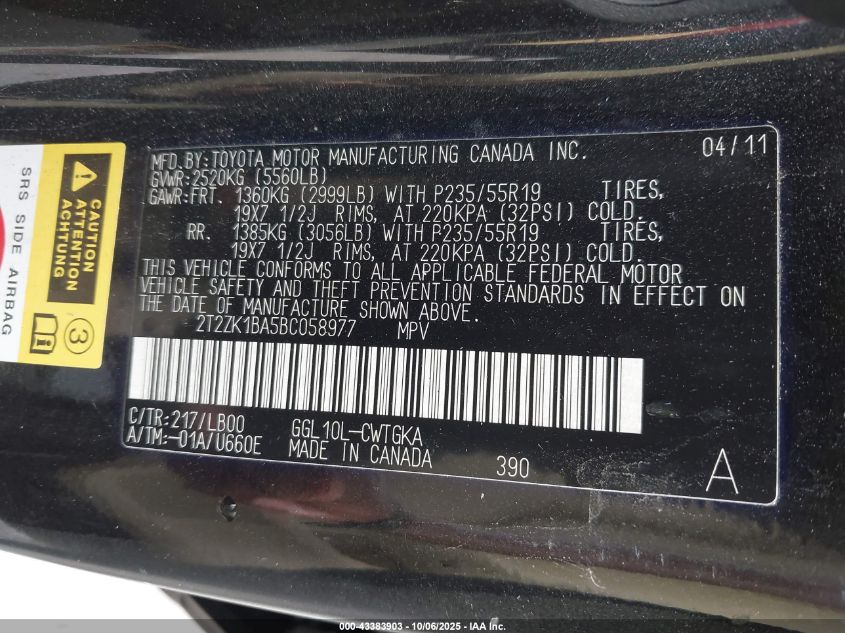 MFD. BY: TOYOTA MOTOR MANUFACTURING CANADA INC. 04/11
GVWR: 2520KG (5560LB)
GAWR: FRT. 1360KG (2999LB) WITH P235/55R19 TIRES,
19X7 1/2J RIMS, AT 220KPA (32PSI) COLD.
RR. 1385KG (3056LB) WITH P235/55R19 TIRES,
19X7 1/2J RIMS, AT 220KPA (32PSI) COLD.
THIS VEHICLE CONFORMS TO ALL APPLICABLE FEDERAL MOTOR
VEHICLE SAFETY AND THEFT PREVENTION STANDARDS IN EFFECT ON
THE DATE OF MANUFACTURE SHOWN ABOVE.
2T2ZK1BA5BC058977 MPV
C/TR: 217/LB00 GGL10L-CWTGKA
A/TM: -01A/U660E MADE IN CANADA 390 A
SRS SIDE AIRBAG
CAUTION
ACHTUNG
3
000-43383903 - 10/06/2025 - IAA Inc.